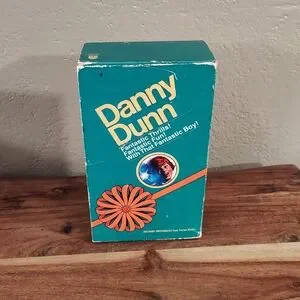 Danny
Dunn
Fantastic Thrills!
Fantastic Fun!
With That Fantastic Boy!